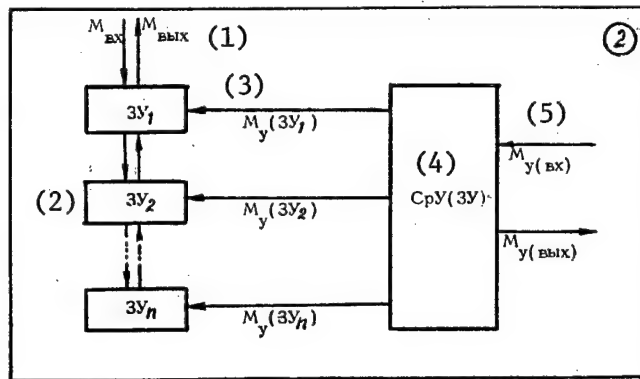 M вх M вых (1) 2
ЗУ1 (3) M у(ЗУ1) (5)
M у(вх)
(4)
(2) ЗУ2 M у(ЗУ2) СрУ(ЗУ)
M у(вых)
ЗУn M у(ЗУn)